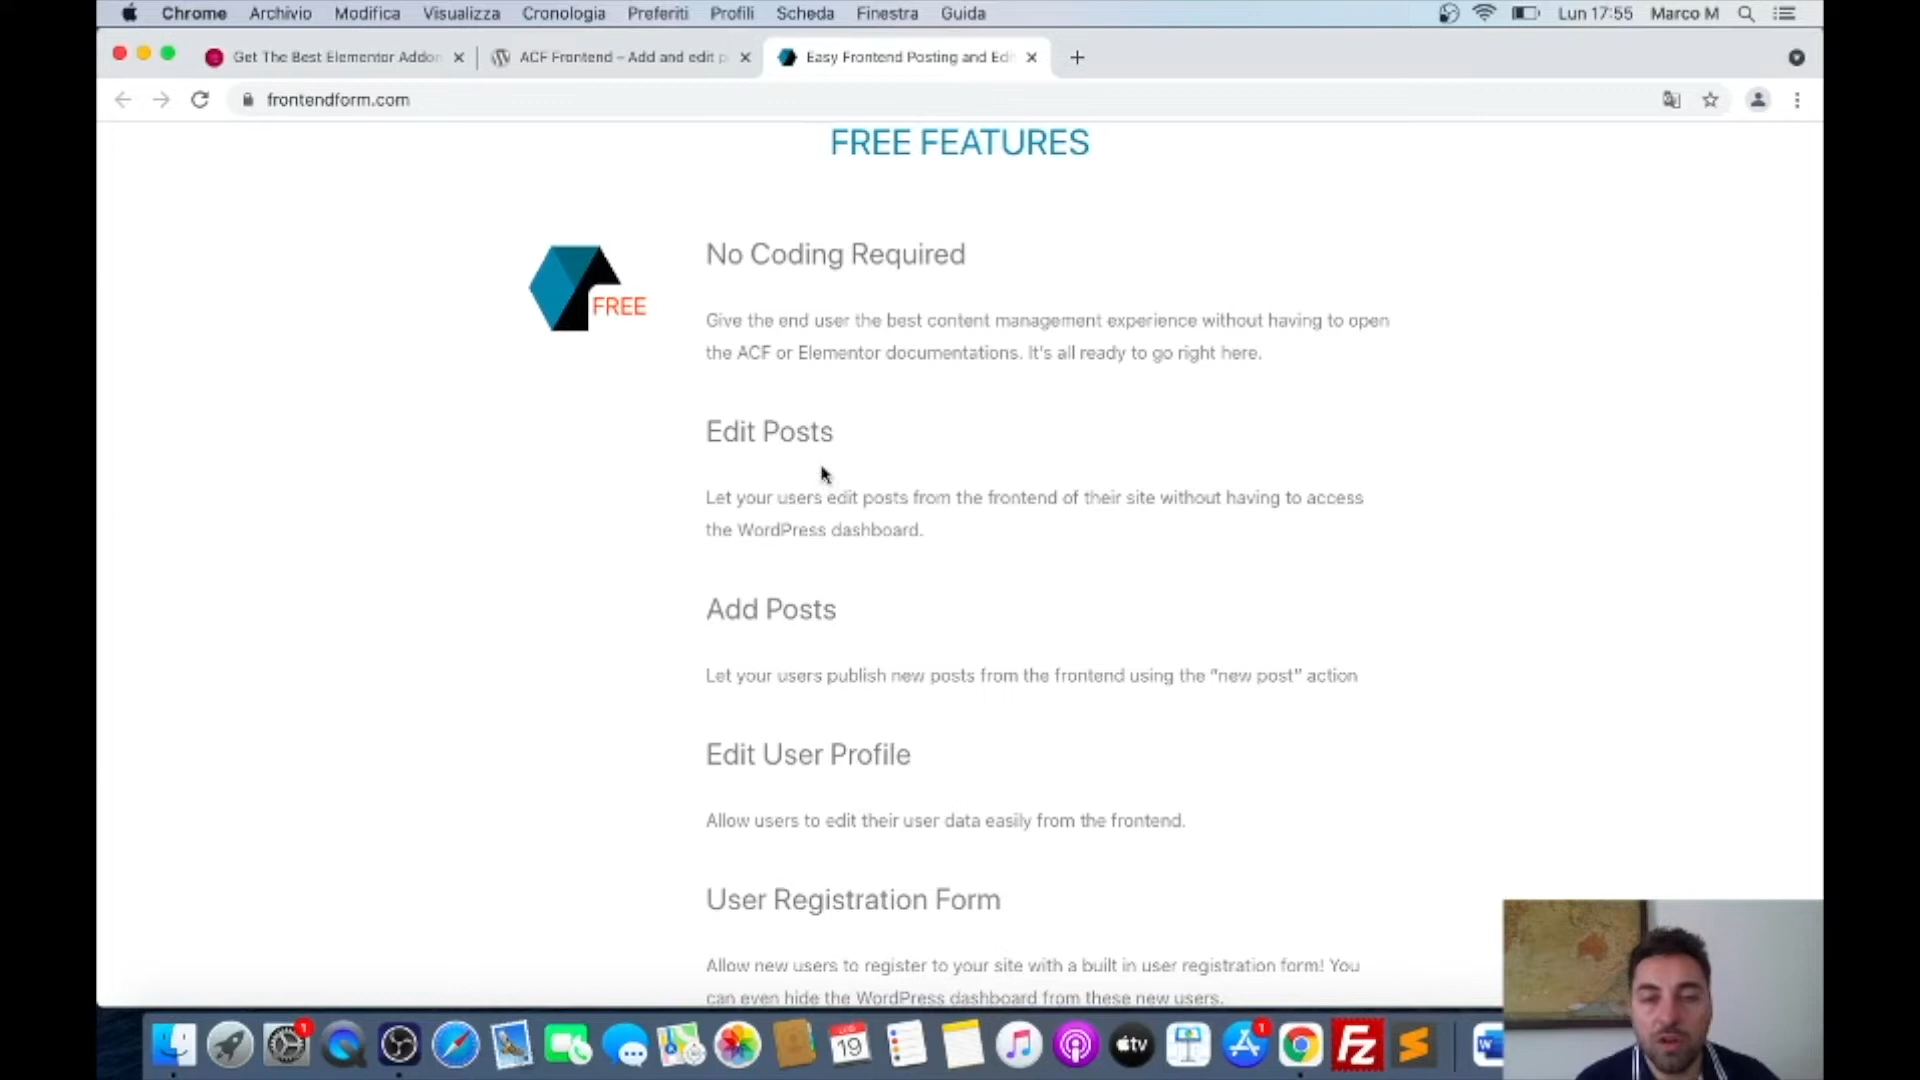 Chrome Archivio Modifica Visualizza Cronologia Preferiti Profili Scheda Finestra Guida Lun 17:55 Marco M
Get The Best Elementor Addon ACF Frontend – Add and edit p Easy Frontend Posting and Edi
frontendform.com
FREE FEATURES
FREE
No Coding Required
Give the end user the best content management experience without having to open
the ACF or Elementor documentations. It's all ready to go right here.
Edit Posts
Let your users edit posts from the frontend of their site without having to access
the WordPress dashboard.
Add Posts
Let your users publish new posts from the frontend using the "new post" action
Edit User Profile
Allow users to edit their user data easily from the frontend.
User Registration Form
Allow new users to register to your site with a built in user registration form! You
can even hide the WordPress dashboard from these new users.
1 19 tv 1 FZ W